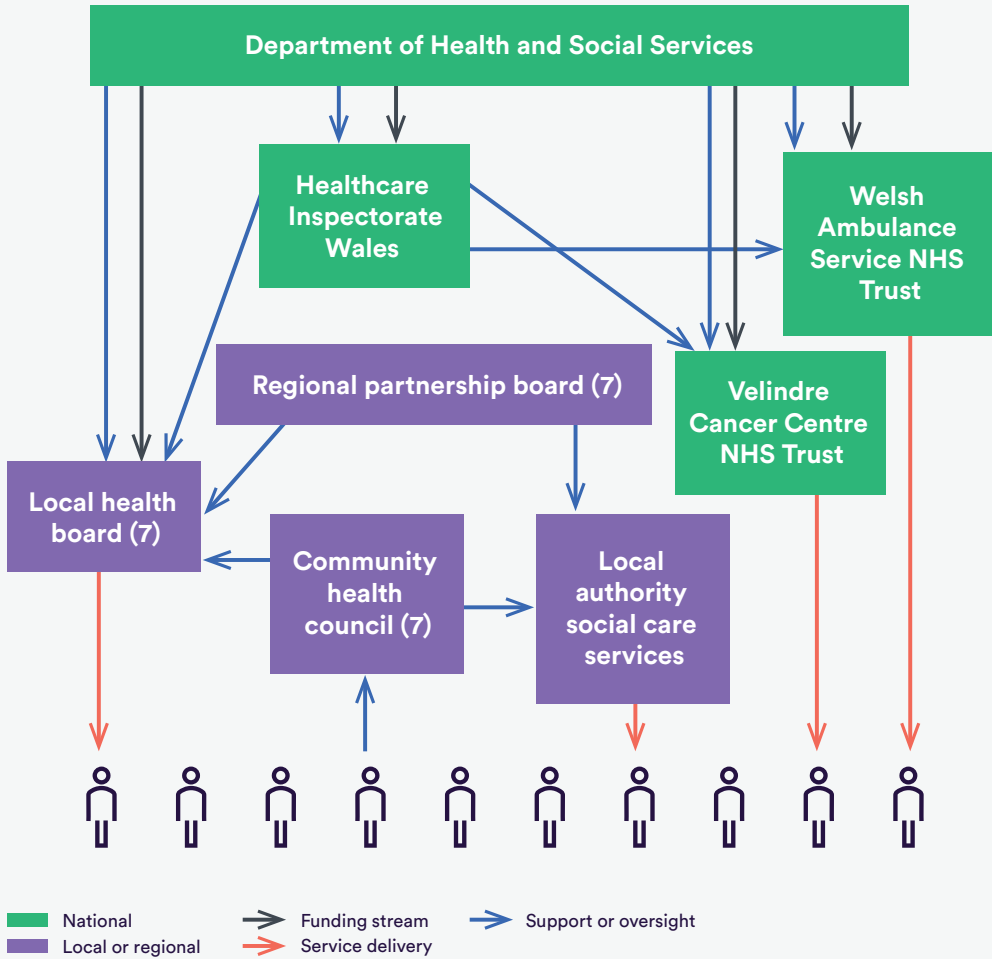 Department of Health and Social Services
Healthcare
Inspectorate
Wales
Welsh
Ambulance
Service NHS
Trust
Regional partnership board (7)
Velindre
Cancer Centre
NHS Trust
Local health
board (7)
Community
health
council (7)
Local
authority
social care
services
National
Local or regional
Funding stream
Service delivery
Support or oversight